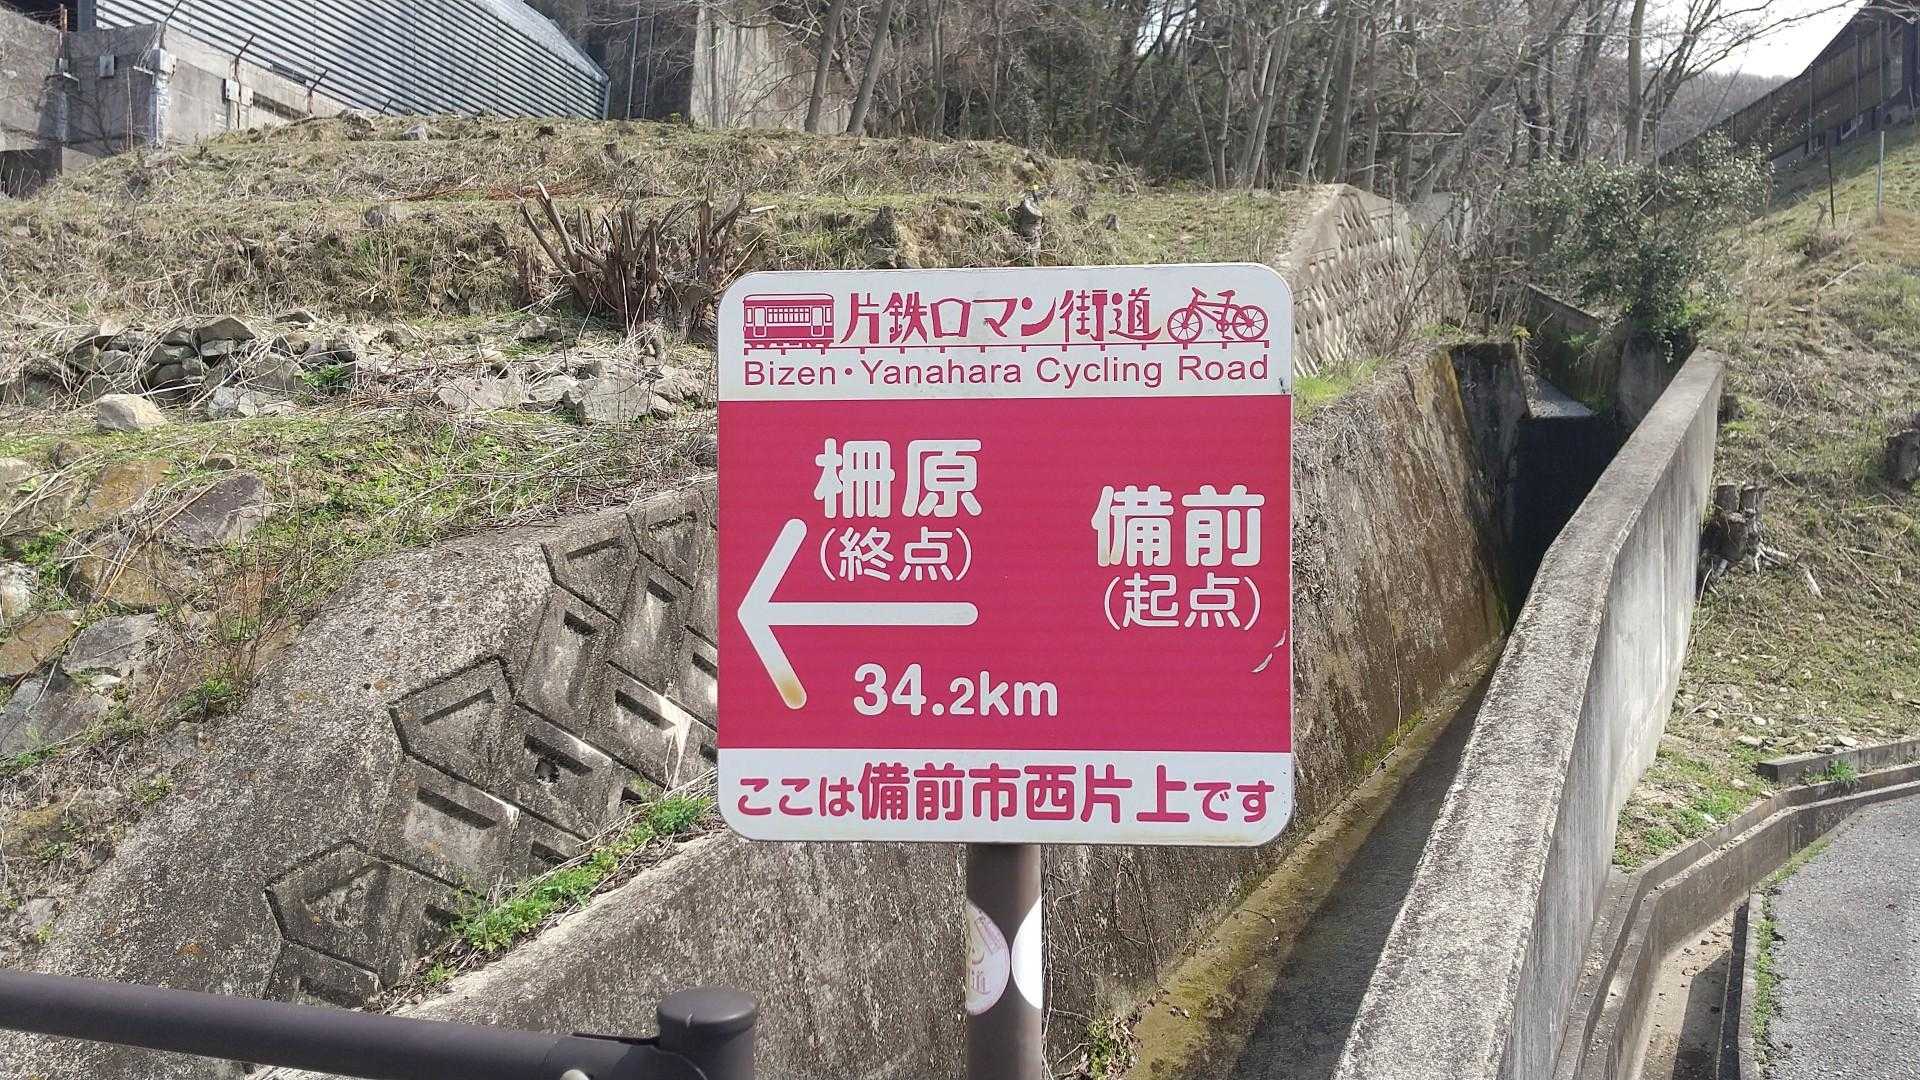 片鉄ロマン街道
Bizen・Yanahara Cycling Road
柵原
(終点)
備前
(起点)
34.2km
ここは備前市西片上です